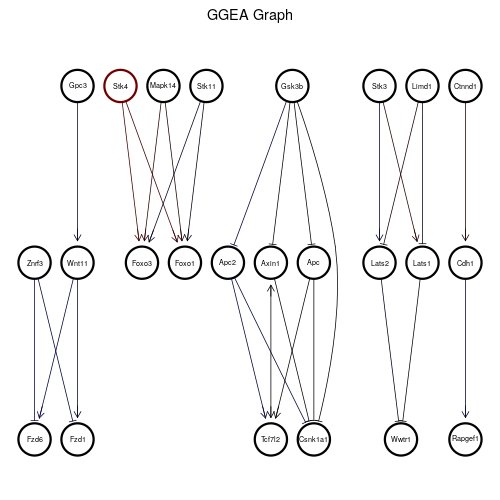 GGEA Graph
Gpc3 Stk4 Mapk14 Stk11 Gsk3b Stk3 Limd1 Ctnnd1
Znrf3 Wnt11 Foxo3 Foxo1 Apc2 Axin1 Apc Lats2 Lats1 Cdh1
Fzd6 Fzd1 Tcf7l2 Csnk1a1 Wwtr1 Rapgef1